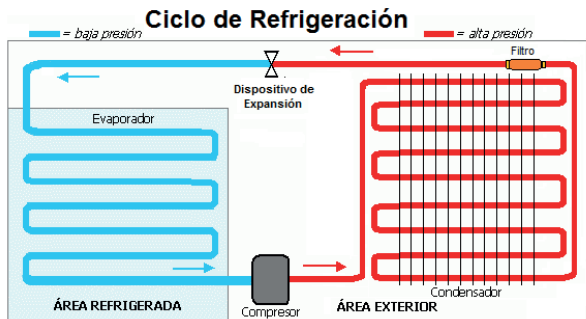 Ciclo de Refrigeración
= baja presión
= alta presión
Filtro
Dispositivo de
Expansión
Evaporador
Condensador
ÁREA REFRIGERADA
Compresor
ÁREA EXTERIOR